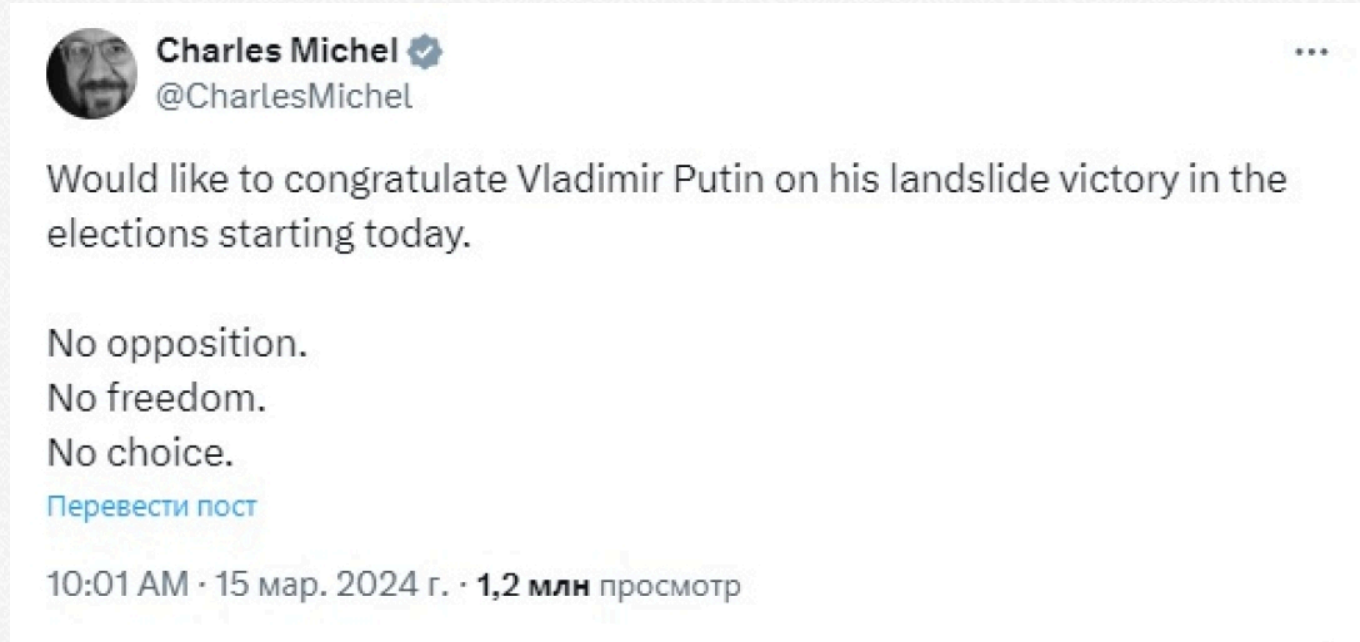 Charles Michel
@CharlesMichel
Would like to congratulate Vladimir Putin on his landslide victory in the
elections starting today.
No opposition.
No freedom.
No choice.
Перевести пост
10:01 AM · 15 мар. 2024 г. · 1,2 млн просмотр